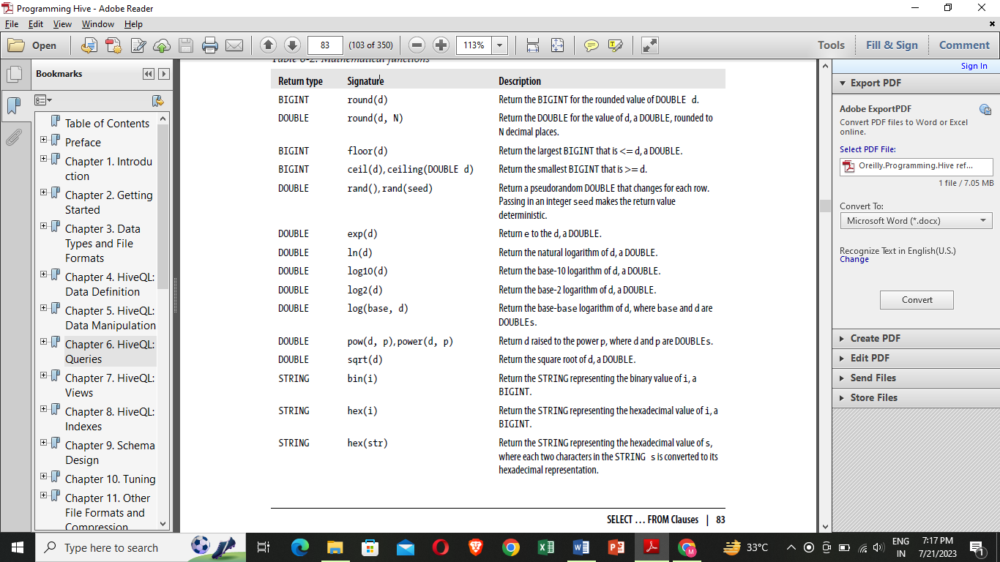 Programming Hive - Adobe Reader
File Edit View Window Help
Open 83 (103 of 350) 113% Tools Fill & Sign Comment
Sign In
Bookmarks
Table of Contents
Preface
Chapter 1. Introdu
ction
Chapter 2. Getting
Started
Chapter 3. Data
Types and File
Formats
Chapter 4. HiveQL:
Data Definition
Chapter 5. HiveQL:
Data Manipulation
Chapter 6. HiveQL:
Queries
Chapter 7. HiveQL:
Views
Chapter 8. HiveQL:
Indexes
Chapter 9. Schema
Design
Chapter 10. Tuning
Chapter 11. Other
File Formats and
Compression
Table 6-2. Mathematical functions
Return type Signature Description
BIGINT round(d) Return the BIGINT for the rounded value of DOUBLE d.
DOUBLE round(d, N) Return the DOUBLE for the value of d, a DOUBLE, rounded to
N decimal places.
BIGINT floor(d) Return the largest BIGINT that is <= d, a DOUBLE.
BIGINT ceil(d), ceiling(DOUBLE d) Return the smallest BIGINT that is >= d.
DOUBLE rand(), rand(seed) Return a pseudorandom DOUBLE that changes for each row.
Passing in an integer seed makes the return value
deterministic.
DOUBLE exp(d) Return e to the d, a DOUBLE.
DOUBLE ln(d) Return the natural logarithm of d, a DOUBLE.
DOUBLE log10(d) Return the base-10 logarithm of d, a DOUBLE.
DOUBLE log2(d) Return the base-2 logarithm of d, a DOUBLE.
DOUBLE log(base, d) Return the base-base logarithm of d, where base and d are
DOUBLEs.
DOUBLE pow(d, p), power(d, p) Return d raised to the power p, where d and p are DOUBLEs.
DOUBLE sqrt(d) Return the square root of d, a DOUBLE.
STRING bin(i) Return the STRING representing the binary value of i, a
BIGINT.
STRING hex(i) Return the STRING representing the hexadecimal value of i, a
BIGINT.
STRING hex(str) Return the STRING representing the hexadecimal value of s,
where each two characters in the STRING s is converted to its
hexadecimal representation.
SELECT … FROM Clauses | 83
Export PDF
Adobe ExportPDF
Convert PDF files to Word or Excel
online.
Select PDF File:
Oreilly.Programming.Hive ref...
1 file / 7.05 MB
Convert To:
Microsoft Word (*.docx)
Recognize Text in English(U.S.)
Change
Convert
Create PDF
Edit PDF
Send Files
Store Files
Type here to search
33°C
ENG
IN
7:17 PM
7/21/2023
1